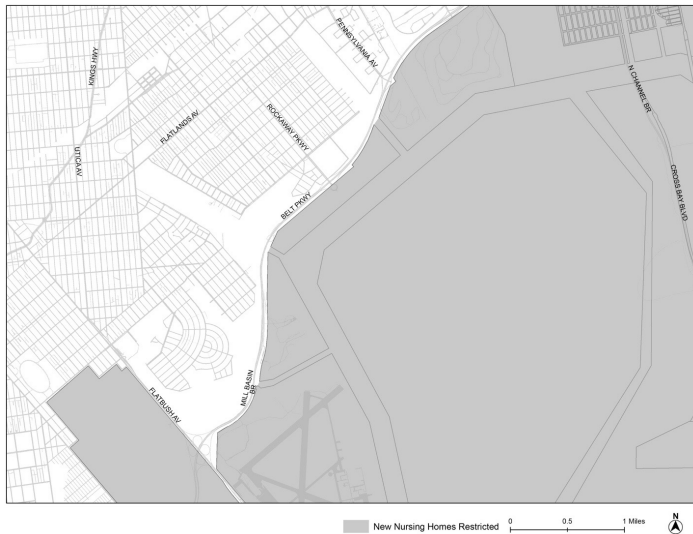 PENNSYLVANIA AV
KINGS HWY
N CHANNEL BR
FLATLANDS AV
ROCKAWAY PKWY
UTICA AV
CROSS BAY BLVD
BELT PKWY
MILL BASIN
BR
FLATBUSH AV
New Nursing Homes Restricted
0 0.5 1 Miles
N